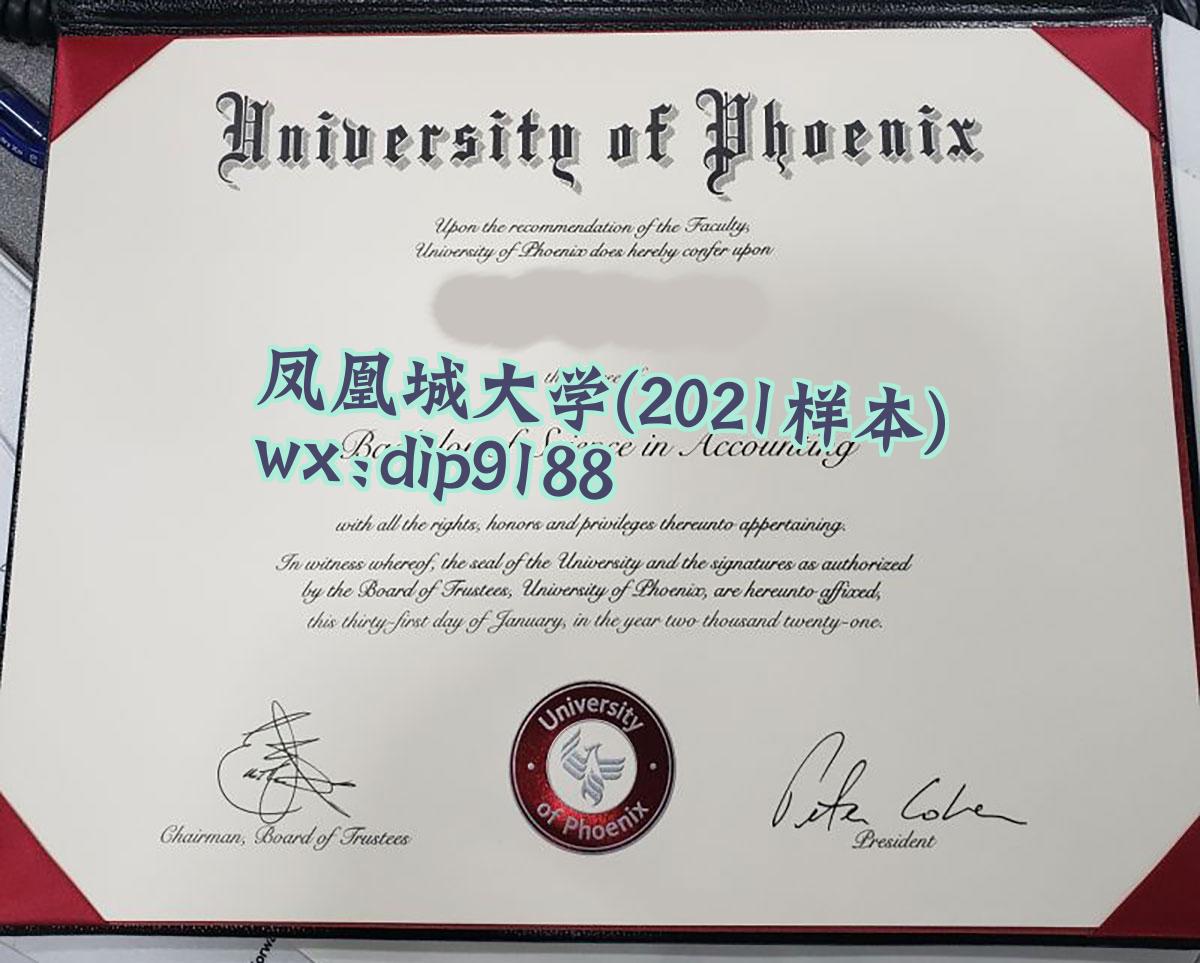 University of Phoenix
Upon the recommendation of the Faculty,
University of Phoenix does hereby confer upon
凤凰城大学(2021样本)
wx:dip9188
Bachelor of Science in Accounting
with all the rights, honors and privileges thereunto appertaining.
In witness whereof, the seal of the University and the signatures as authorized
by the Board of Trustees, University of Phoenix, are hereunto affixed,
this thirty-first day of January, in the year two thousand twenty-one.
University
of Phoenix
Peter Cohen
Chairman, Board of Trustees
President